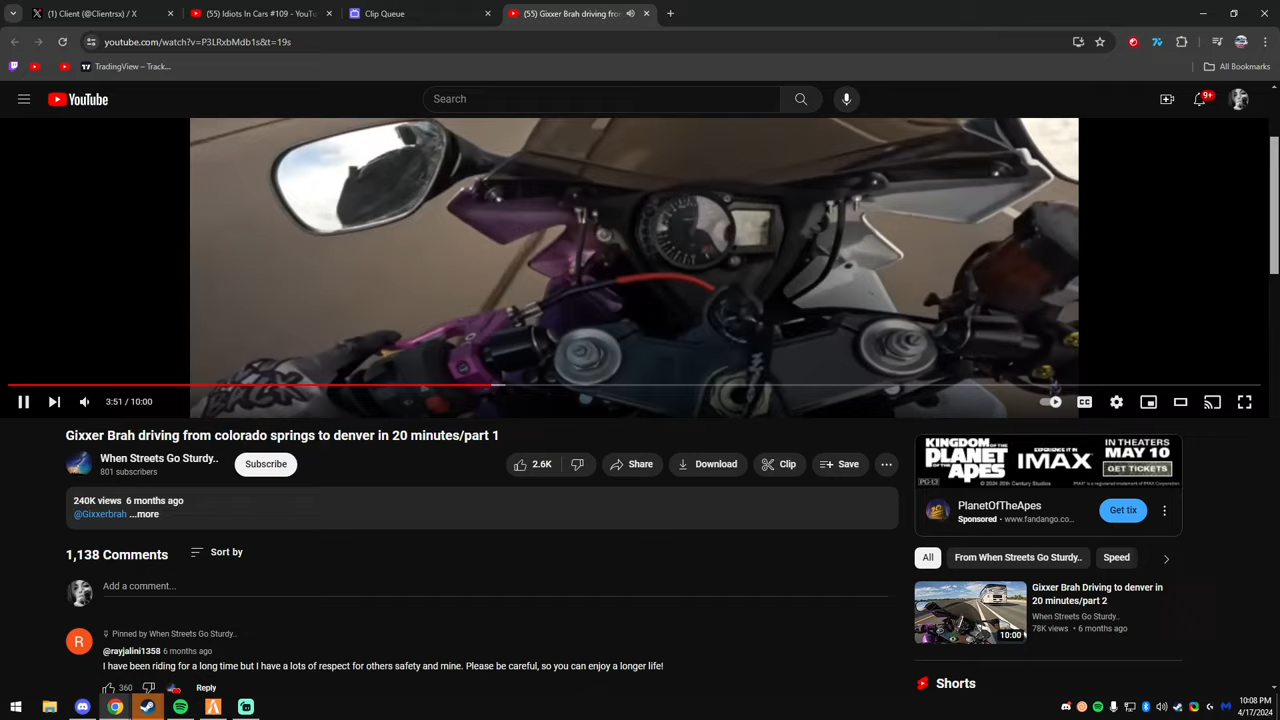 (1) Client (@Clientrsx) / X
(55) Idiots In Cars #109 - YouTu
Clip Queue
(55) Gixxer Brah driving fro
youtube.com/watch?v=P3LRxbMdb1s&t=19s
TradingView – Track...
All Bookmarks
YouTube
Search
9+
3:51 / 10:00
CC
Gixxer Brah driving from colorado springs to denver in 20 minutes/part 1
When Streets Go Sturdy..
801 subscribers
Subscribe
2.6K
Share
Download
Clip
Save
240K views 6 months ago
@Gixxerbrah ...more
1,138 Comments
Sort by
Add a comment...
R
Pinned by When Streets Go Sturdy..
@rayjalini1358 6 months ago
I have been riding for a long time but I have a lots of respect for others safety and mine. Please be careful, so you can enjoy a longer life!
360
Reply
KINGDOM OF THE PLANET OF THE APES
EXPERIENCE IT IN IMAX
IN THEATERS
MAY 10
GET TICKETS
PG-13
© 2024 20th Century Studios
PlanetOfTheApes
Sponsored • www.fandango.co...
Get tix
All
From When Streets Go Sturdy..
Speed
Gixxer Brah Driving to denver in
20 minutes/part 2
When Streets Go Sturdy..
78K views • 6 months ago
10:00
Shorts
10:08 PM
4/17/2024